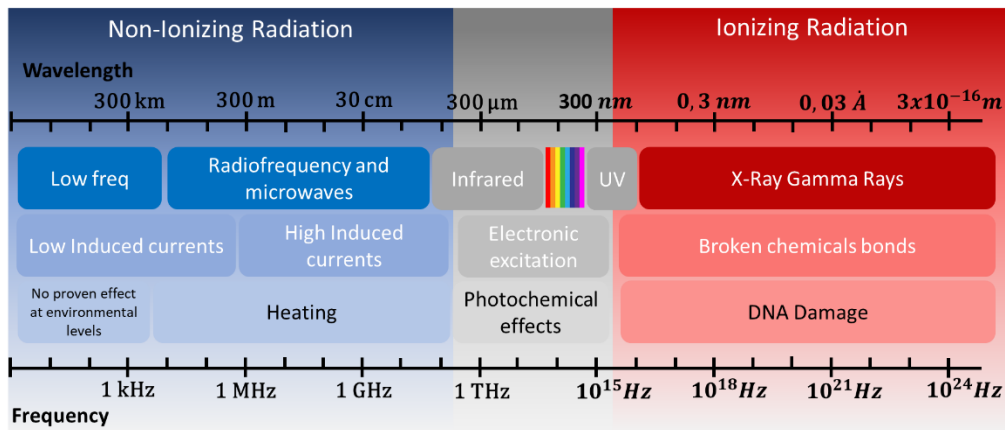 Non-Ionizing Radiation
Ionizing Radiation
Wavelength
300 km 300 m 30 cm 300 µm 300 nm 0, 3 nm 0, 03 Ȧ 3x10⁻¹⁶m
Low freq
Radiofrequency and
microwaves
Infrared
UV
X-Ray Gamma Rays
Low Induced currents
High Induced
currents
Electronic
excitation
Broken chemicals bonds
No proven effect
at environmental
levels
Heating
Photochemical
effects
DNA Damage
1 kHz 1 MHz 1 GHz 1 THz 10¹⁵Hz 10¹⁸Hz 10²¹Hz 10²⁴Hz
Frequency